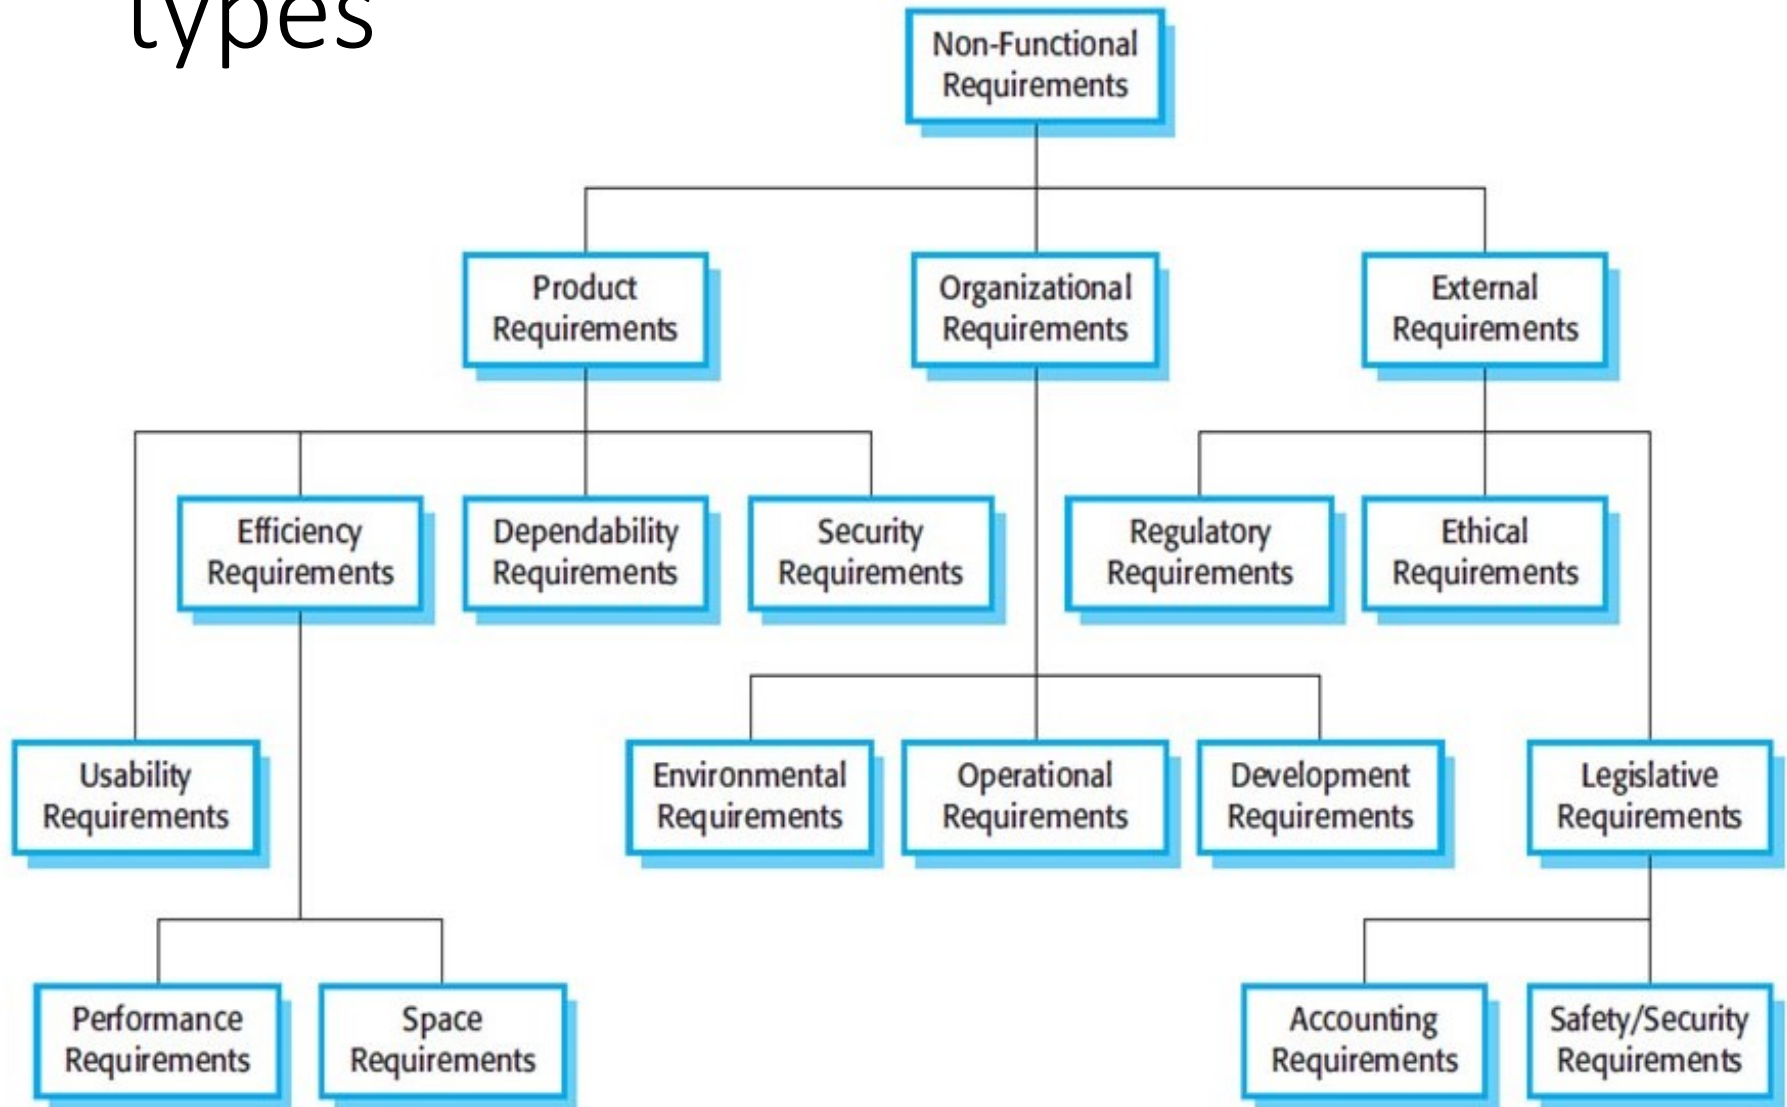 types
Non-Functional
Requirements
Product
Requirements
Organizational
Requirements
External
Requirements
Efficiency
Requirements
Dependability
Requirements
Security
Requirements
Regulatory
Requirements
Ethical
Requirements
Usability
Requirements
Environmental
Requirements
Operational
Requirements
Development
Requirements
Legislative
Requirements
Performance
Requirements
Space
Requirements
Accounting
Requirements
Safety/Security
Requirements